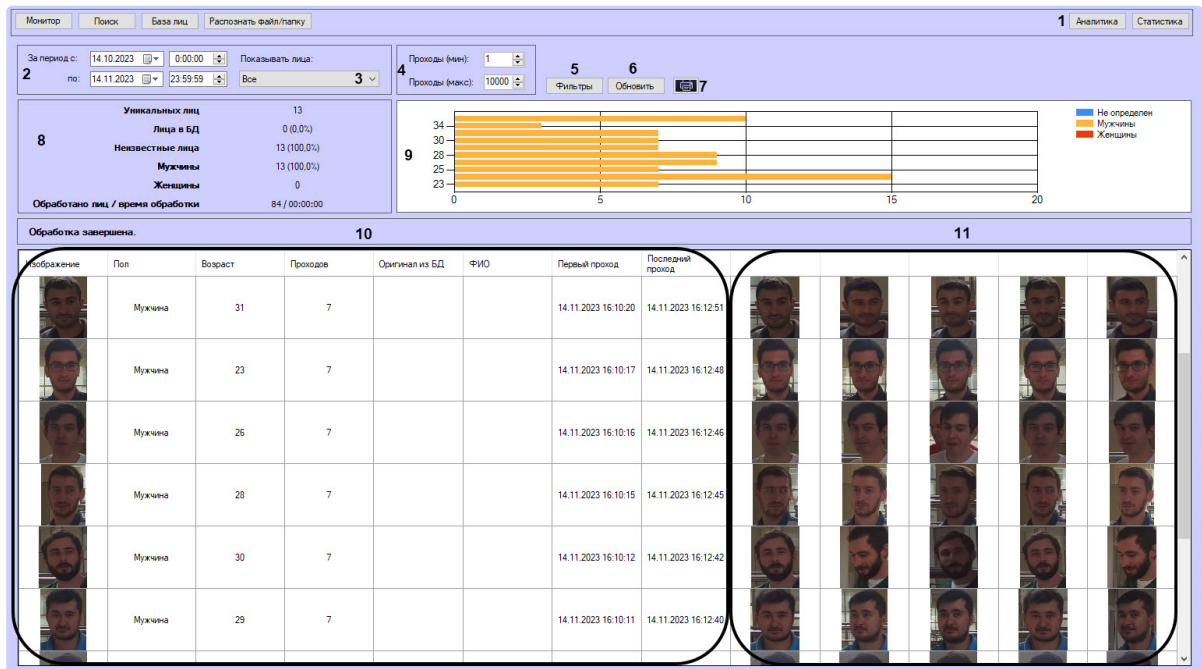 Монитор Поиск База лиц Распознать файл/папку 1 Аналитика Статистика
За период с: 14.10.2023 0:00:00 Показывать лица:
2 по: 14.11.2023 23:59:59 Все 3
4 Проходы (мин): 1
Проходы (макс): 10000
5 6
Фильтры Обновить 7
8
Уникальных лиц 13
Лица в БД 0 (0,0%)
Неизвестные лица 13 (100,0%)
Мужчины 13 (100,0%)
Женщины 0
Обработано лиц / время обработки 84 / 00:00:00
9
34
30
28
25
23
0 5 10 15 20
Не определен
Мужчины
Женщины
Обработка завершена. 10 11
Изображение Пол Возраст Проходов Оригинал из БД ФИО Первый проход Последний проход
Мужчина 31 7 14.11.2023 16:10:20 14.11.2023 16:12:51
Мужчина 23 7 14.11.2023 16:10:17 14.11.2023 16:12:48
Мужчина 26 7 14.11.2023 16:10:16 14.11.2023 16:12:46
Мужчина 28 7 14.11.2023 16:10:15 14.11.2023 16:12:45
Мужчина 30 7 14.11.2023 16:10:12 14.11.2023 16:12:42
Мужчина 29 7 14.11.2023 16:10:11 14.11.2023 16:12:40